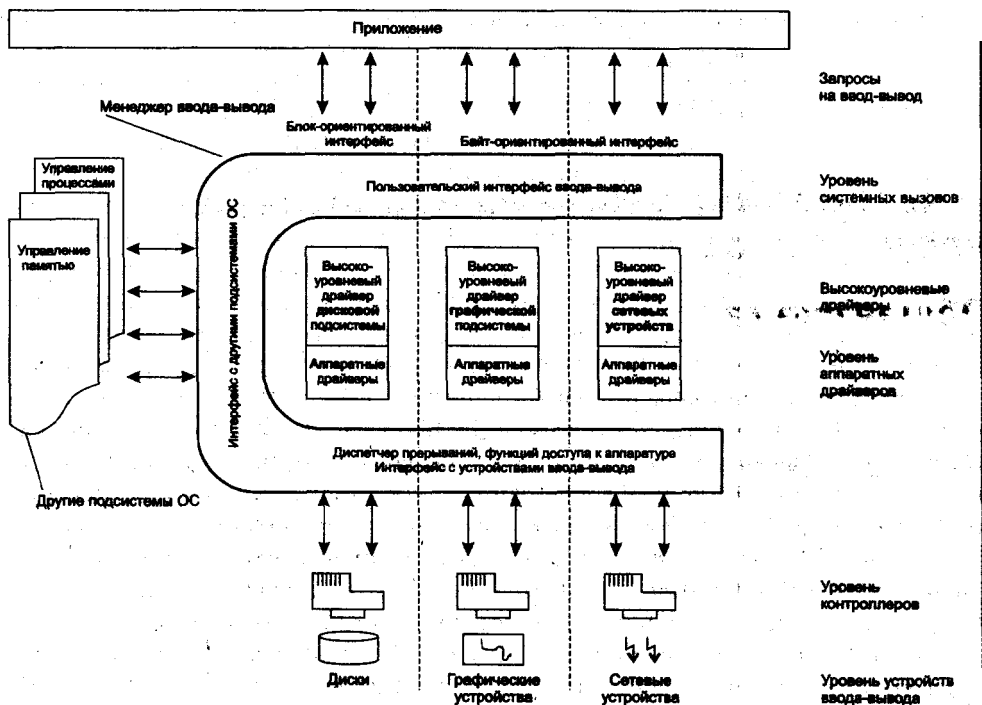 Приложение
Запросы
на ввод-вывод
Менеджер ввода-вывода
Блок-ориентированный
интерфейс
Байт-ориентированный интерфейс
Управление
процессами
Пользовательский интерфейс ввода-вывода
Уровень
системных вызовов
Управление
памятью
Интерфейс с другими подсистемами ОС
Высоко-
уровневый
драйвер
дисковой
подсистемы
Высоко-
уровневый
драйвер
графической
подсистемы
Высоко-
уровневый
драйвер
сетевых
устройств
Высокоуровневые
драйверы
Аппаратные
драйверы
Аппаратные
драйверы
Аппаратные
драйверы
Уровень
аппаратных
драйверов
Диспетчер прерываний, функций доступа к аппаратуре
Интерфейс с устройствами ввода-вывода
Другие подсистемы ОС
Уровень
контроллеров
Диски
Графические
устройства
Сетевые
устройства
Уровень устройств
ввода-вывода